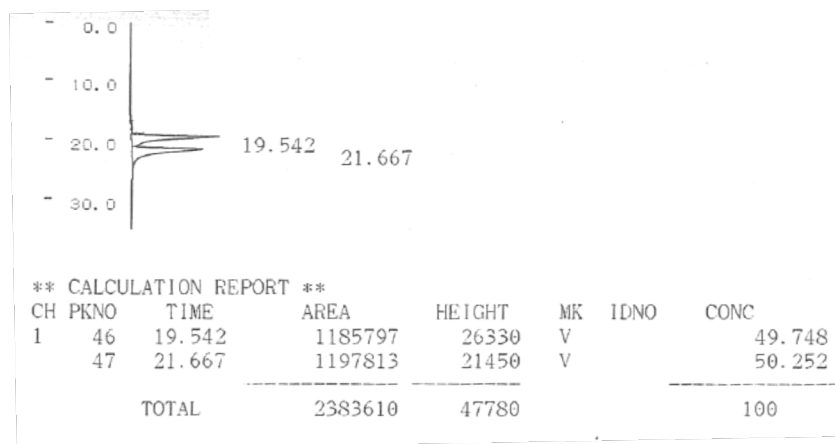 0.0
10.0
20.0 19.542 21.667
30.0
** CALCULATION REPORT **
CH PKNO TIME AREA HEIGHT MK IDNO CONC
1 46 19.542 1185797 26330 V 49.748
47 21.667 1197813 21450 V 50.252
TOTAL 2383610 47780 100